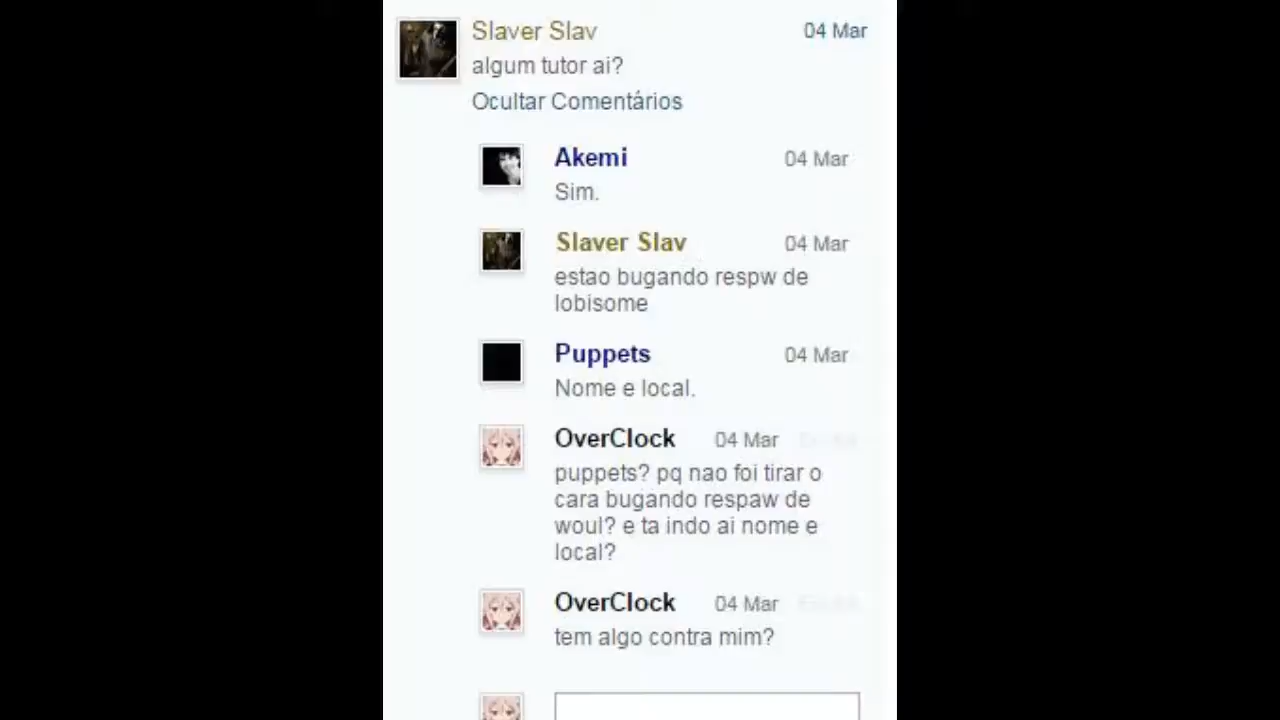 Slaver Slav 04 Mar
algum tutor ai?
Ocultar Comentários
Akemi 04 Mar
Sim.
Slaver Slav 04 Mar
estao bugando respw de
lobisome
Puppets 04 Mar
Nome e local.
OverClock 04 Mar
puppets? pq nao foi tirar o
cara bugando respaw de
woul? e ta indo ai nome e
local?
OverClock 04 Mar
tem algo contra mim?